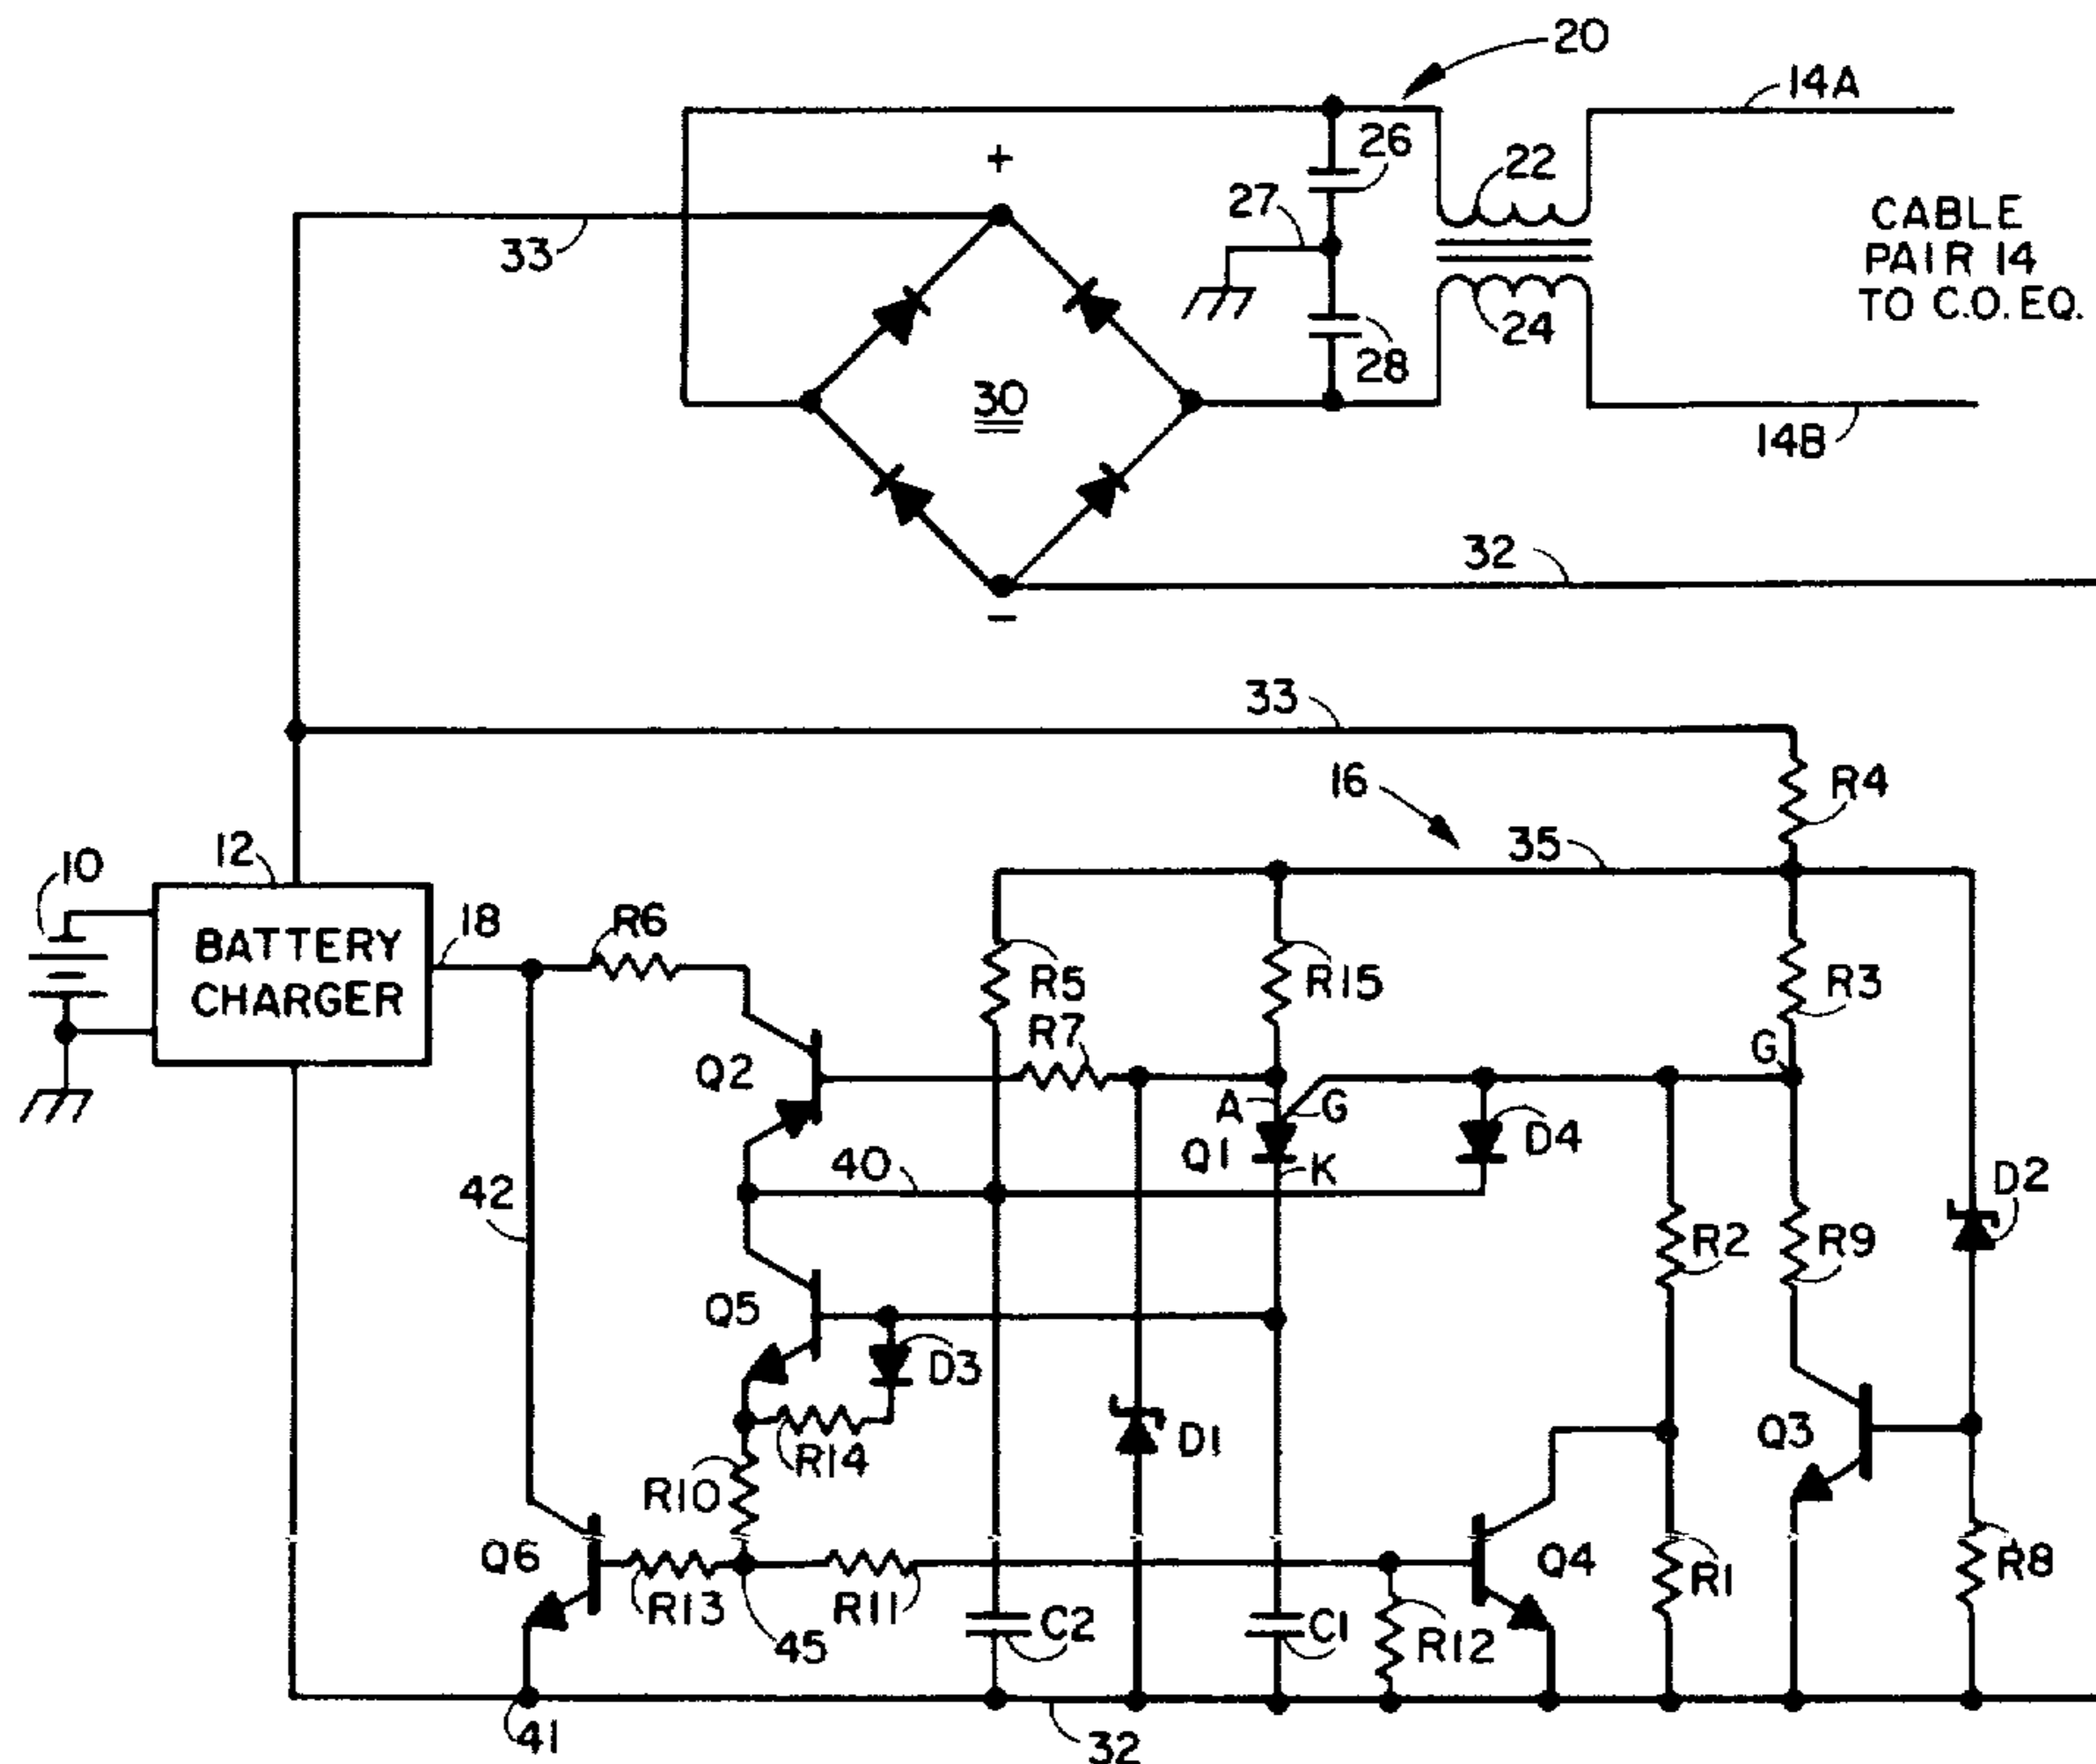 20
14A
26
22
+
27
CABLE
PAIR 14
TO C.O. EQ.
33
24
28
30
14B
32
–
33
16
R4
35
12
10
18
R6
BATTERY
CHARGER
R5
R15
R3
R7
G
Q2
A
G
Q1
D4
K
40
D2
42
R2
R9
Q5
D3
D1
Q3
R14
R10
Q6
Q4
R13
R11
R1
R8
C2
C1
R12
45
41
32